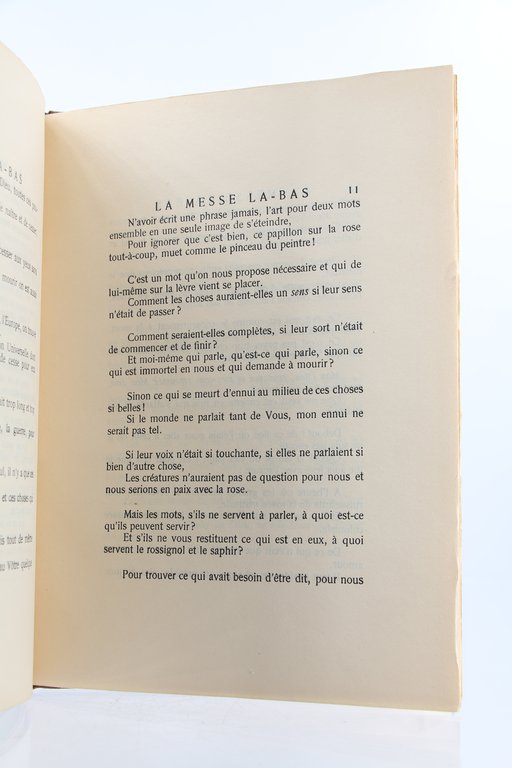 A-BAS
LA MESSE LA-BAS 11
N'avoir écrit une phrase jamais, l'art pour deux mots
ensemble en une seule image de s'éteindre,
Pour ignorer que c'est bien, ce papillon sur la rose
tout-à-coup, muet comme le pinceau du peintre !
C'est un mot qu'on nous propose nécessaire et qui de
lui-même sur la lèvre vient se placer.
Comment les choses auraient-elles un sens si leur sens
n'était de passer ?
Comment seraient-elles complètes, si leur sort n'était
de commencer et de finir ?
Et moi-même qui parle, qu'est-ce qui parle, sinon ce
qui est immortel en nous et qui demande à mourir ?
Sinon ce qui se meurt d'ennui au milieu de ces choses
si belles !
Si le monde ne parlait tant de Vous, mon ennui ne
serait pas tel.
Si leur voix n'était si touchante, si elles ne parlaient si
bien d'autre chose,
Les créatures n'auraient pas de question pour nous et
nous serions en paix avec la rose.
Mais les mots, s'ils ne servent à parler, à quoi est-ce
qu'ils peuvent servir ?
Et s'ils ne vous restituent ce qui est en eux, à quoi
servent le rossignol et le saphir ?
Pour trouver ce qui avait besoin d'être dit, pour nous